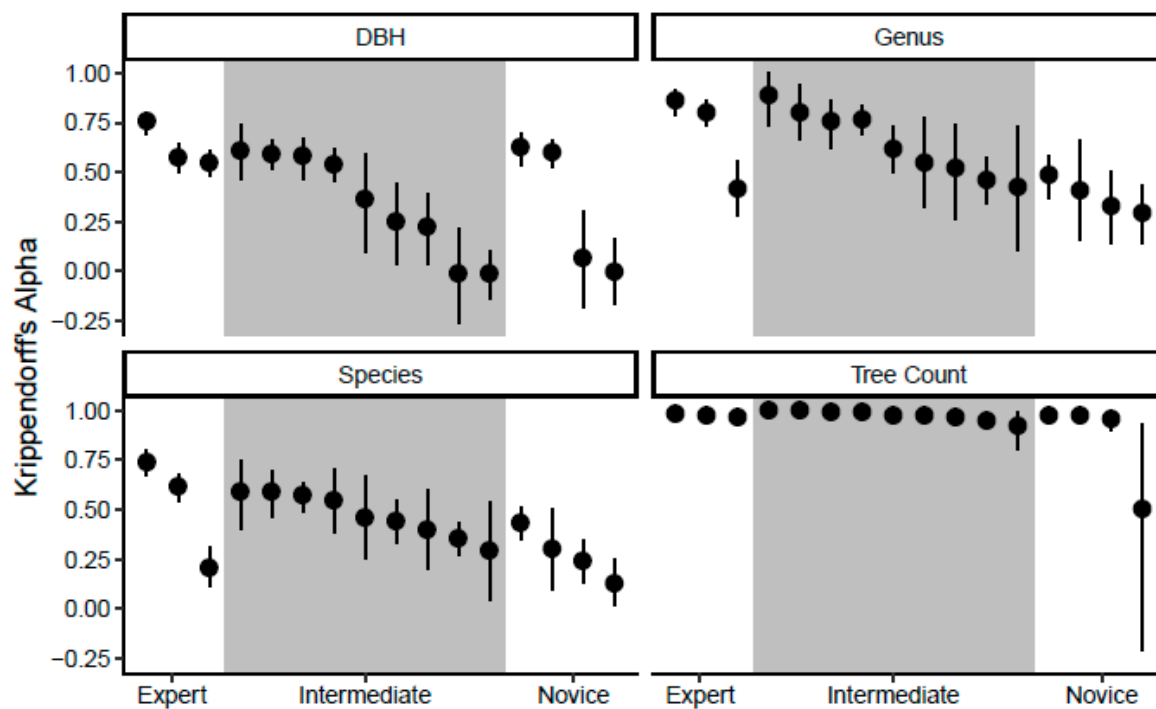 DBH
Genus
1.00
0.75
0.50
0.25
0.00
−0.25
Species
Tree Count
1.00
0.75
0.50
0.25
0.00
−0.25
Krippendorff's Alpha
Expert Intermediate Novice
Expert Intermediate Novice